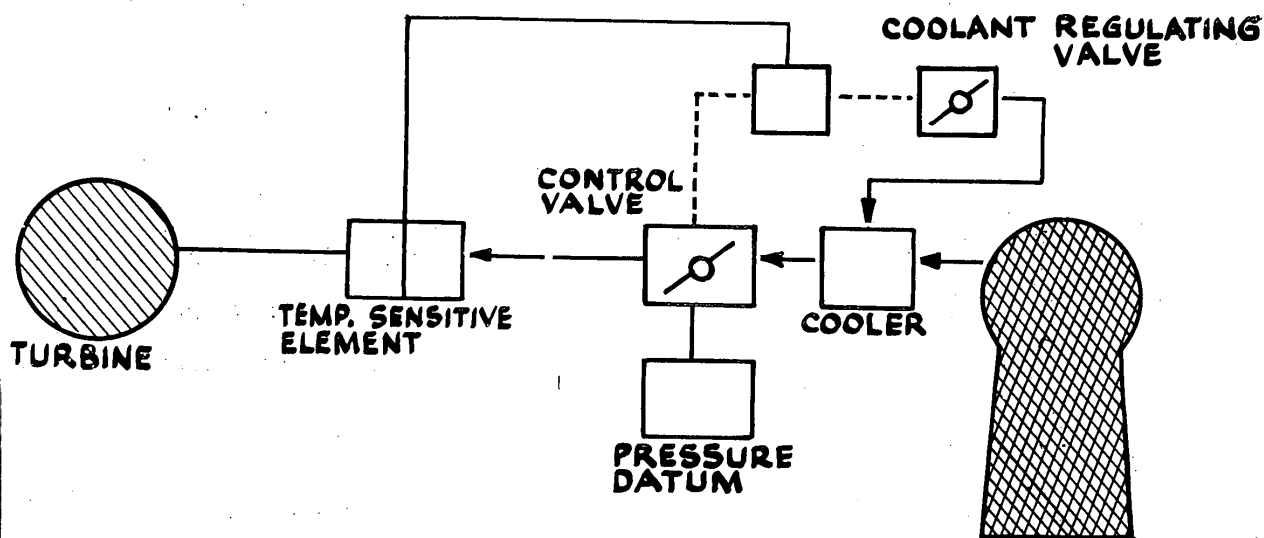 COOLANT REGULATING
VALVE
CONTROL
VALVE
TEMP. SENSITIVE
ELEMENT
COOLER
TURBINE
PRESSURE
DATUM